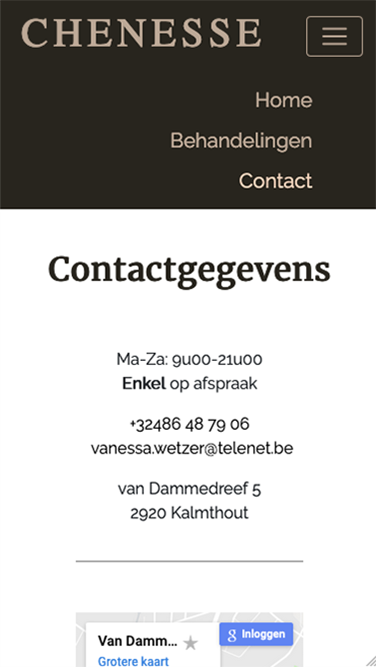 CHENESSE
Home
Behandelingen
Contact
Contactgegevens
Ma-Za: 9u00-21u00
Enkel op afspraak
+32486 48 79 06
vanessa.wetzer@telenet.be
van Dammedreef 5
2920 Kalmthout
Van Damm...
Inloggen
Grotere kaart